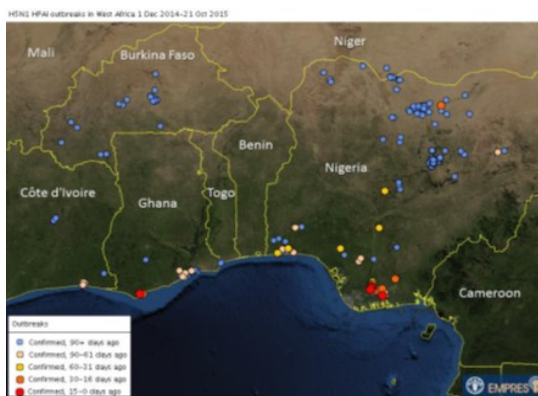 H5N1 HPAI outbreaks in West Africa 1 Dec 2014–21 Oct 2015
Mali
Burkina Faso
Niger
Benin
Nigeria
Côte d'Ivoire
Ghana
Togo
Cameroon
Outbreaks
Confirmed, 90+ days ago
Confirmed, 90–61 days ago
Confirmed, 60–31 days ago
Confirmed, 30–16 days ago
Confirmed, 15–0 days ago
EMPRES